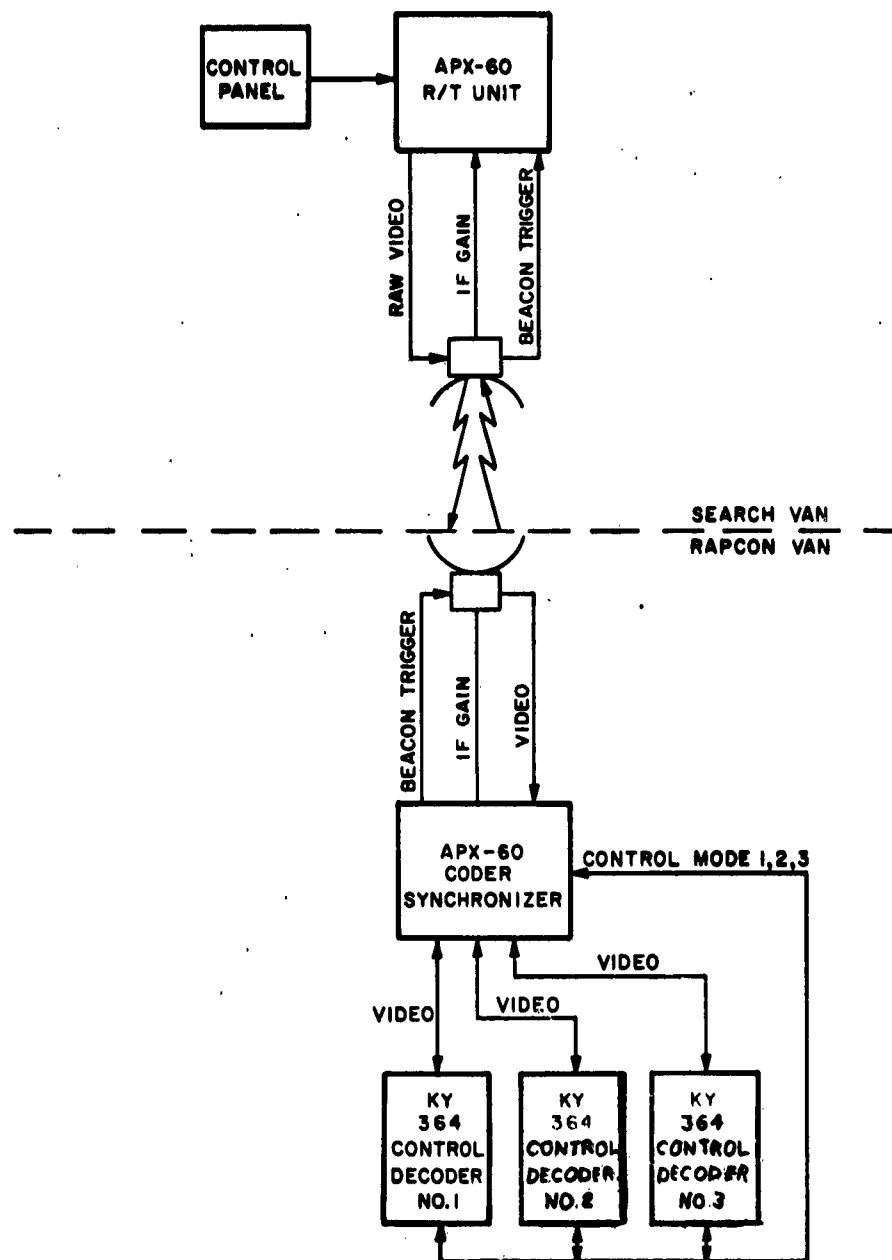 CONTROL
PANEL
APX-60
R/T UNIT
RAW VIDEO
IF GAIN
BEACON TRIGGER
SEARCH VAN
RAPCON VAN
BEACON TRIGGER
IF GAIN
VIDEO
APX-60
CODER
SYNCHRONIZER
CONTROL MODE 1,2,3
VIDEO
VIDEO
VIDEO
KY
364
CONTROL
DECODER
NO.1
KY
364
CONTROL
DECODER
NO.2
KY
364
CONTROL
DECODER
NO.3